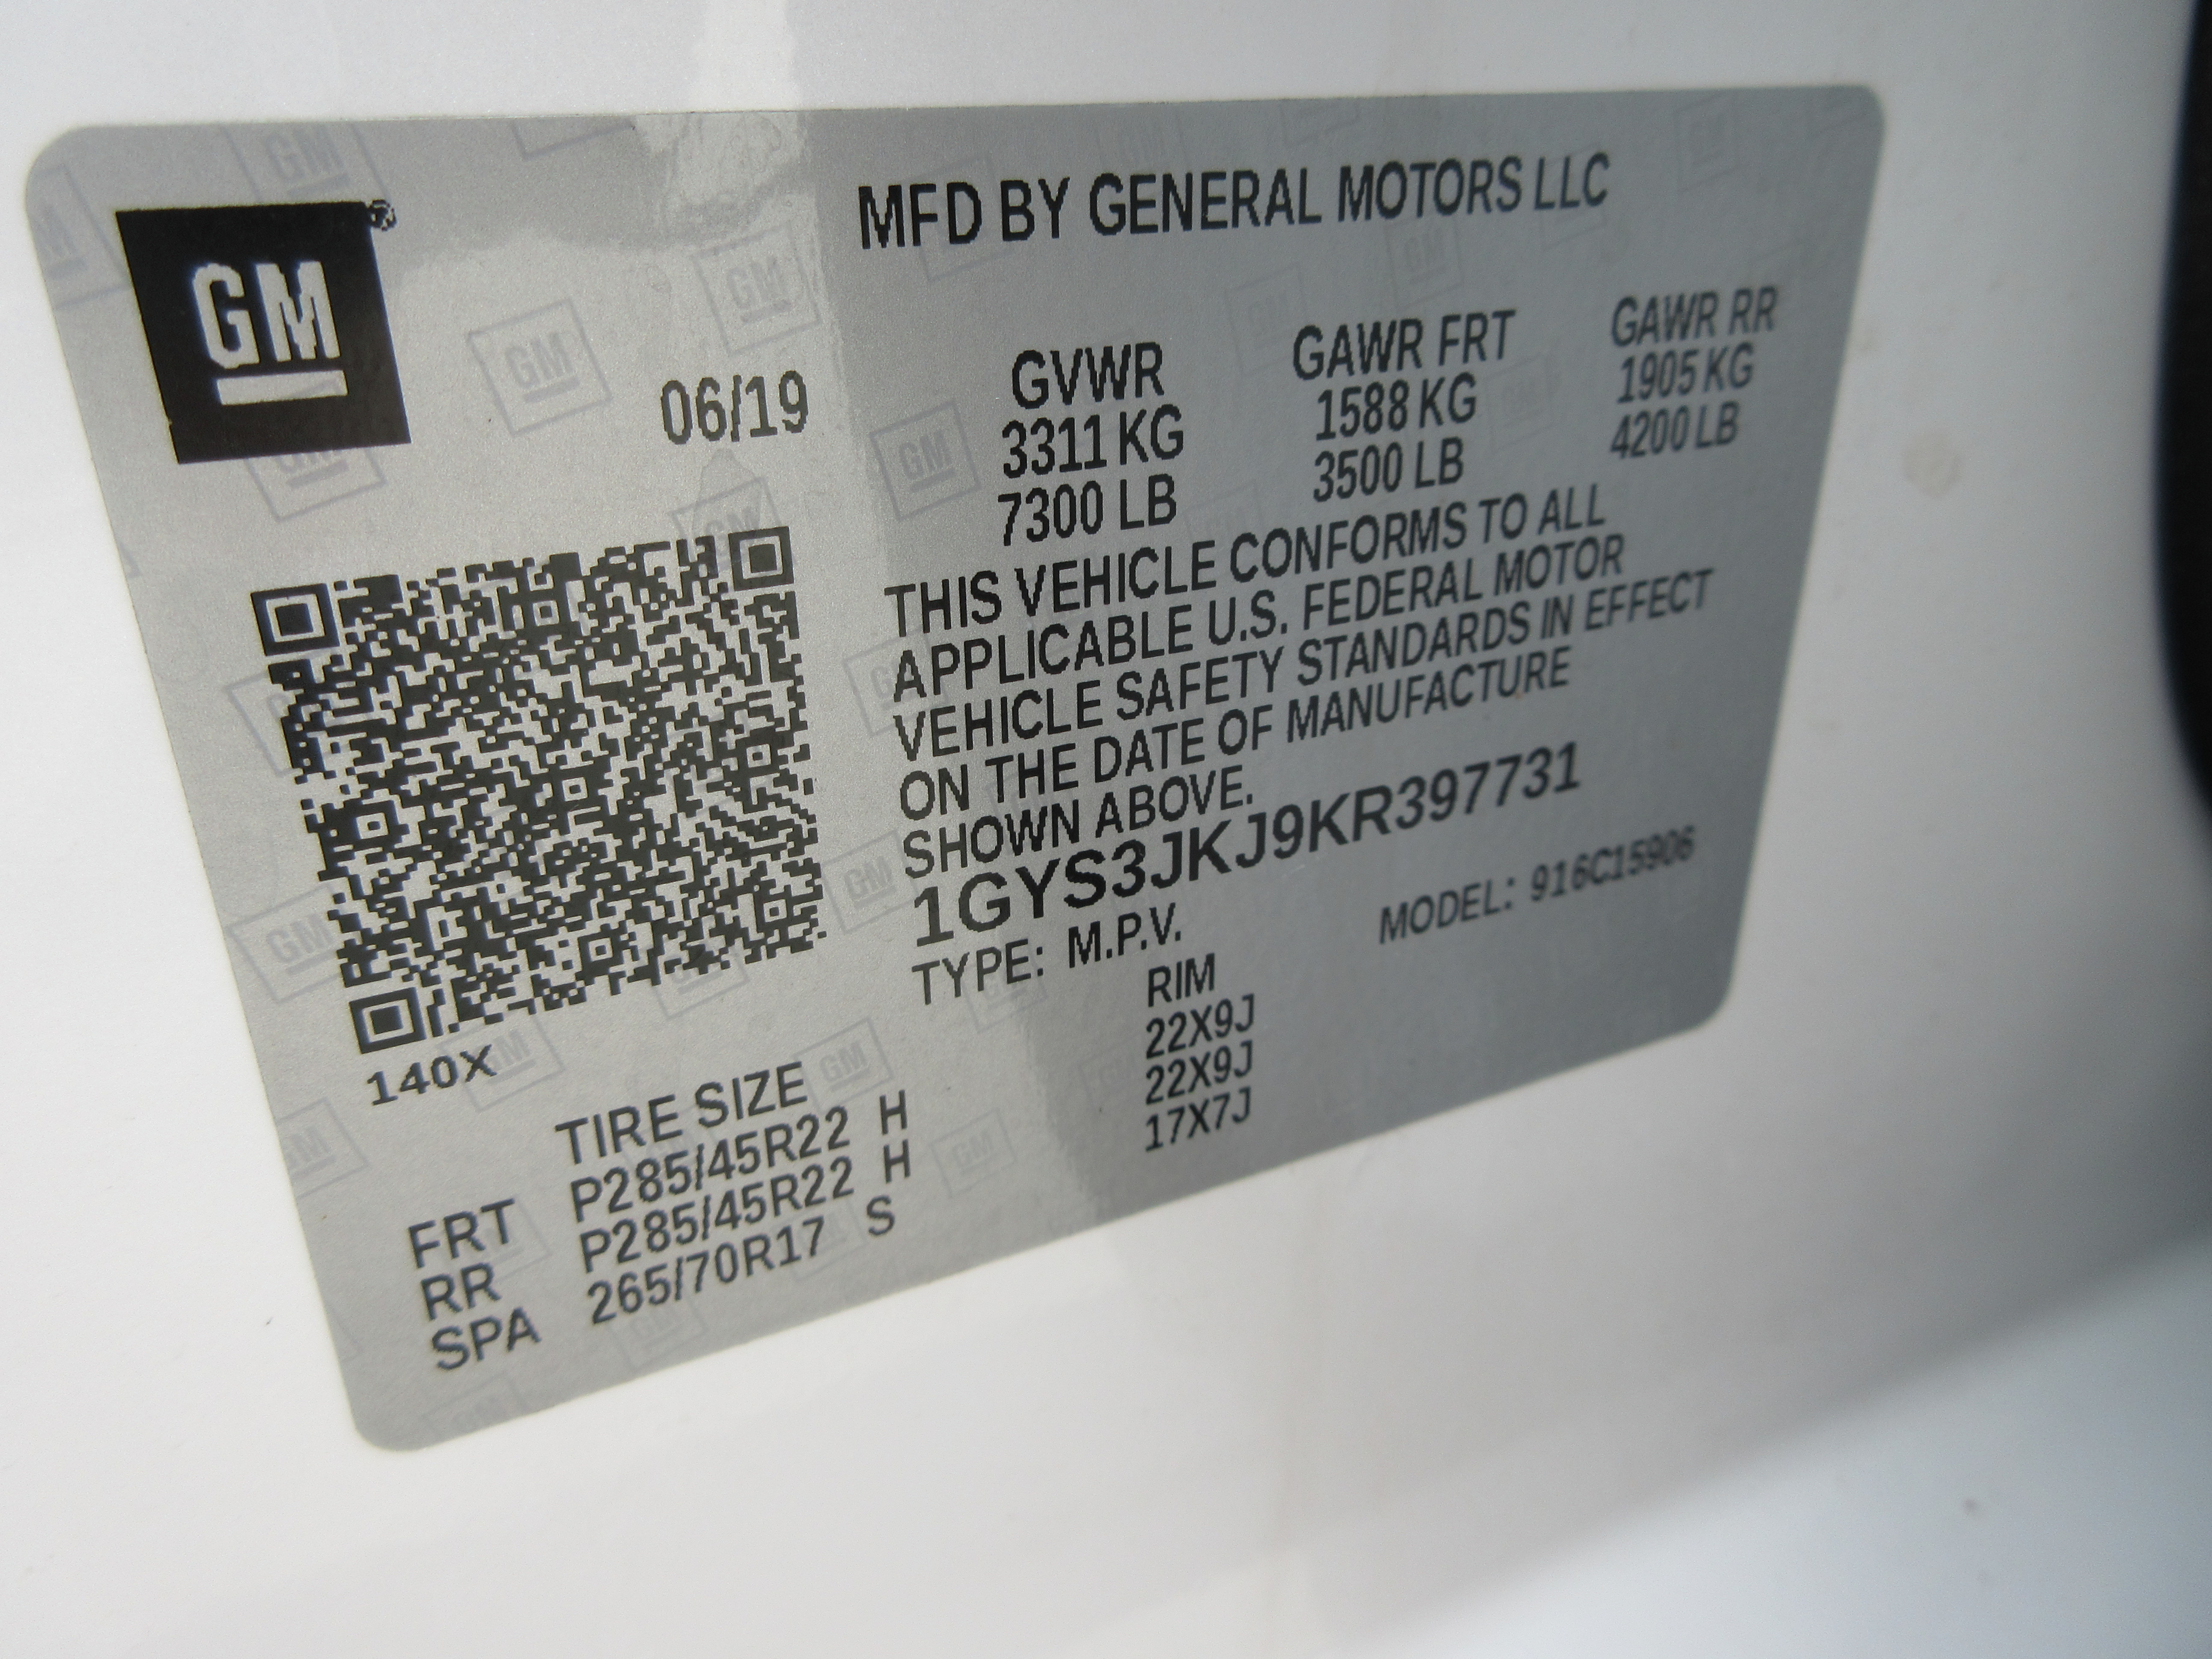 GM®
MFD BY GENERAL MOTORS LLC
06/19
GVWR GAWR FRT GAWR RR
3311 KG 1588 KG 1905 KG
7300 LB 3500 LB 4200 LB
THIS VEHICLE CONFORMS TO ALL
APPLICABLE U.S. FEDERAL MOTOR
VEHICLE SAFETY STANDARDS IN EFFECT
ON THE DATE OF MANUFACTURE
SHOWN ABOVE.
1GYS3JKJ9KR397731
TYPE: M.P.V. MODEL: 916C15906
140X
TIRE SIZE RIM
FRT P285/45R22 H 22X9J
RR P285/45R22 H 22X9J
SPA 265/70R17 S 17X7J